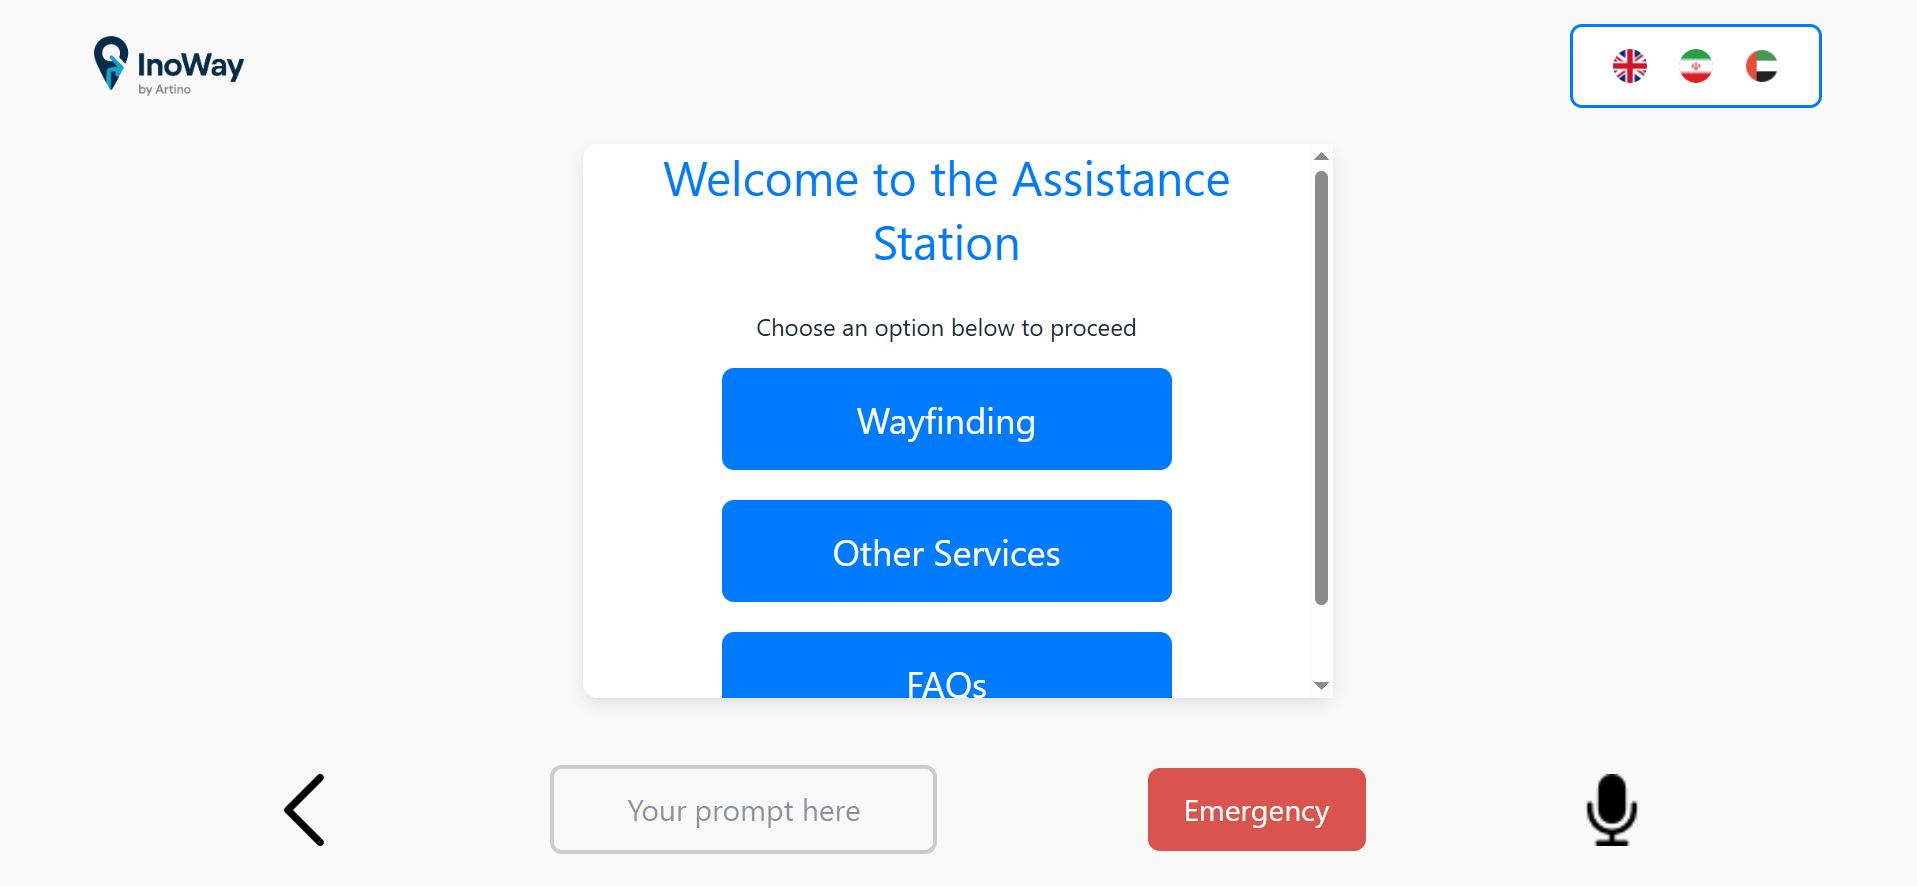 InoWay
by Artino
Welcome to the Assistance
Station
Choose an option below to proceed
Wayfinding
Other Services
FAQs
Your prompt here
Emergency